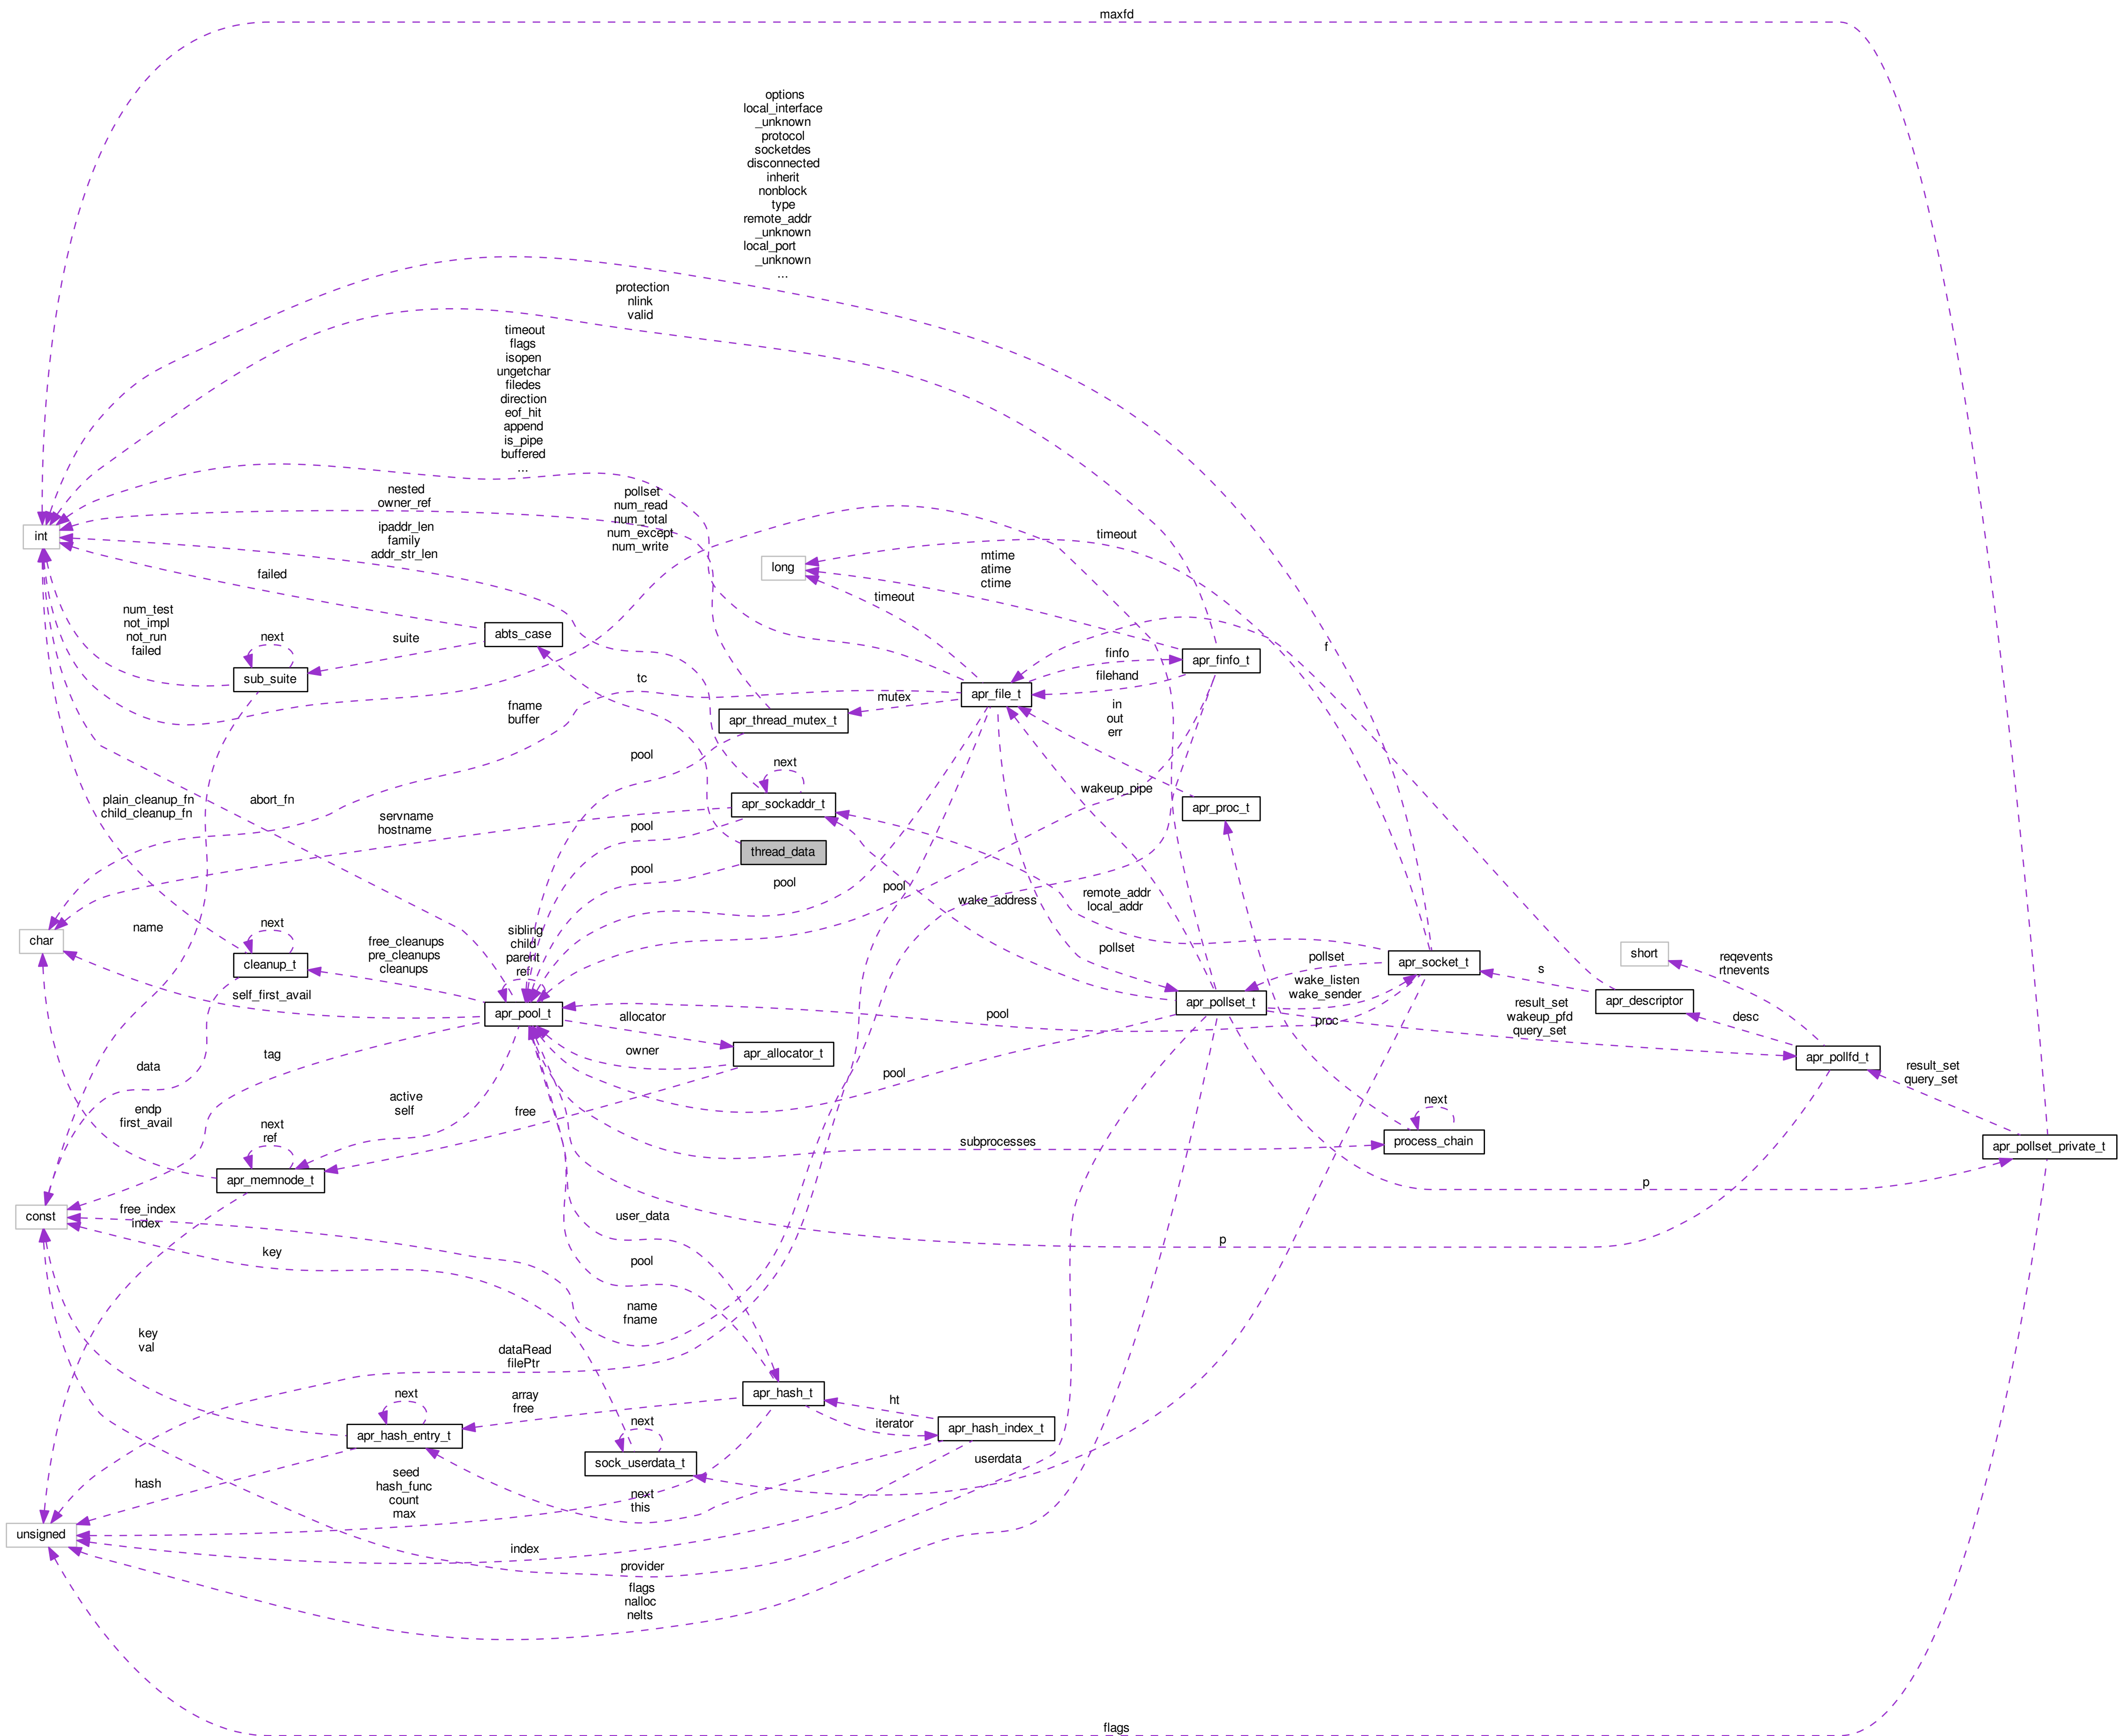 maxfd
options
local_interface
_unknown
protocol
socketdes
disconnected
inherit
nonblock
type
remote_addr
_unknown
local_port
_unknown
...
protection
nlink
valid
timeout
flags
isopen
ungetchar
filedes
direction
eof_hit
append
is_pipe
buffered
...
nested
owner_ref
pollset
num_read
num_total
num_except
num_write
int
ipaddr_len
family
addr_str_len
timeout
long
mtime
atime
ctime
failed
timeout
num_test
not_impl
not_run
failed
next
suite
abts_case
f
sub_suite
tc
finfo
apr_finfo_t
filehand
apr_file_t
mutex
fname
buffer
apr_thread_mutex_t
in
out
err
pool
next
wakeup_pipe
plain_cleanup_fn
child_cleanup_fn
abort_fn
apr_sockaddr_t
apr_proc_t
servname
hostname
pool
thread_data
pool
pool
pool
remote_addr
local_addr
wake_address
name
char
next
cleanup_t
free_cleanups
pre_cleanups
cleanups
sibling
child
parent
ref
pollset
pollset
apr_socket_t
short
reqevents
rtnevents
s
wake_listen
wake_sender
apr_pollset_t
apr_descriptor
self_first_avail
apr_pool_t
allocator
pool
proc
result_set
wakeup_pfd
query_set
desc
tag
owner
apr_allocator_t
apr_pollfd_t
data
pool
result_set
query_set
active
self
free
next
endp
first_avail
next
ref
subprocesses
process_chain
apr_pollset_private_t
apr_memnode_t
p
const
free_index
index
user_data
p
key
pool
name
fname
key
val
dataRead
filePtr
next
array
free
apr_hash_t
ht
iterator
apr_hash_index_t
apr_hash_entry_t
next
sock_userdata_t
userdata
hash
seed
hash_func
count
max
next
this
unsigned
index
provider
flags
nalloc
nelts
flags